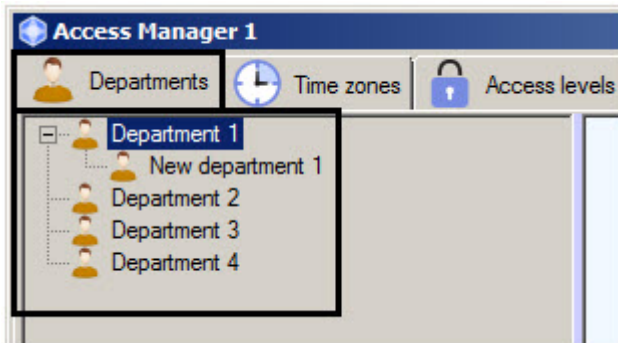 Access Manager 1
Departments Time zones Access levels
Department 1
New department 1
Department 2
Department 3
Department 4